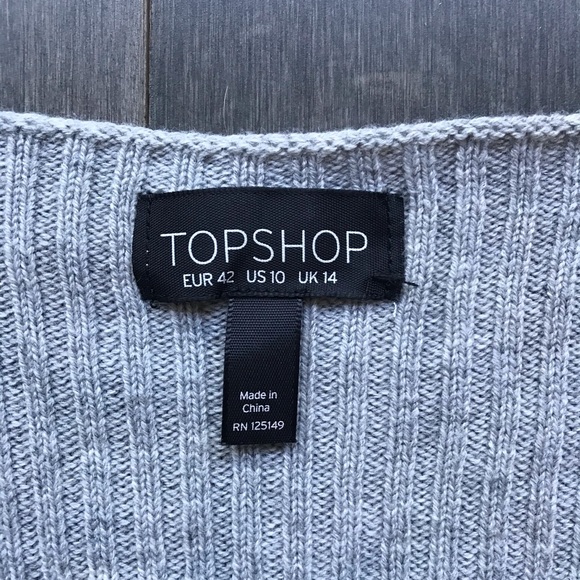 TOPSHOP
EUR 42 US 10 UK 14
Made in
China
RN 125149